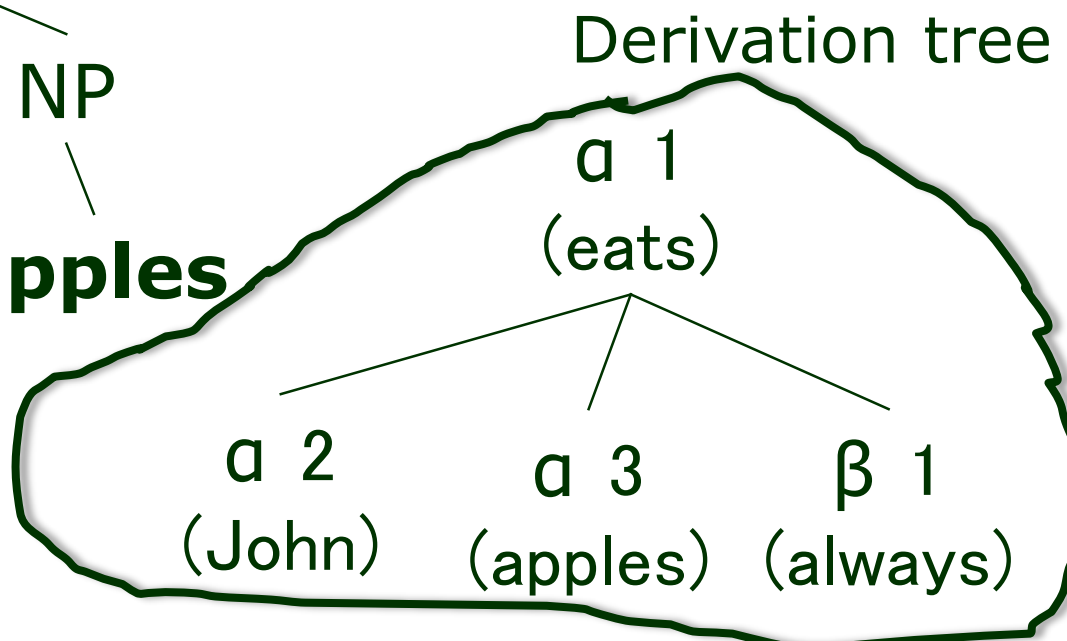 Derivation tree
NP
pples
α 1
(eats)
α 2
(John)
α 3
(apples)
β 1
(always)